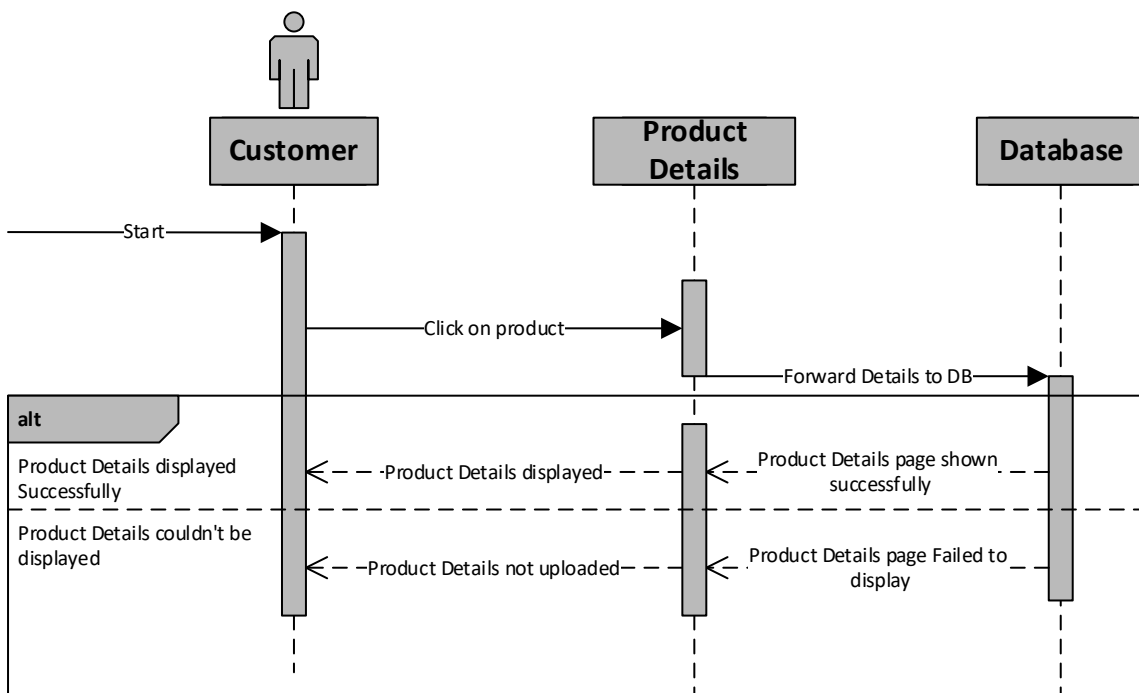 Customer
Product
Details
Database
Start
Click on product
Forward Details to DB
alt
Product Details displayed
Successfully
Product Details displayed
Product Details page shown
successfully
Product Details couldn't be
displayed
Product Details not uploaded
Product Details page Failed to
display